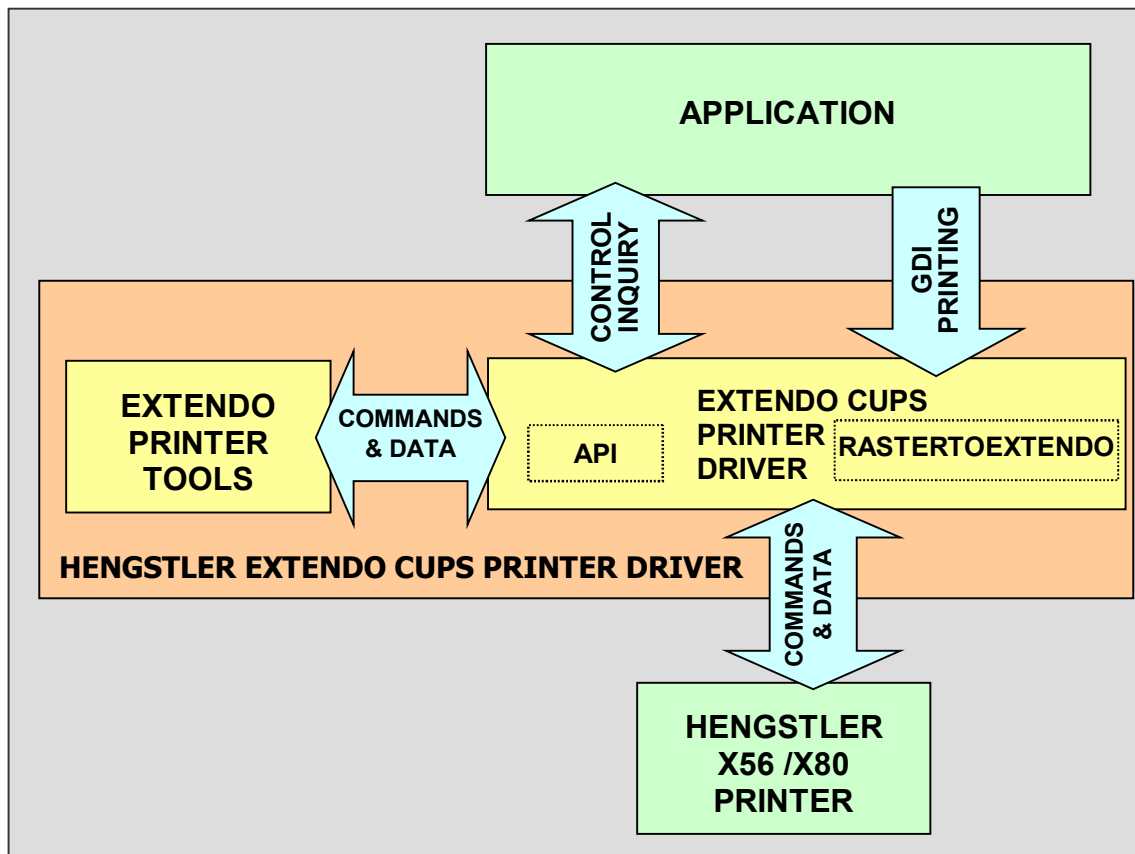 APPLICATION
CONTROL
INQUIRY
GDI
PRINTING
EXTENDO
PRINTER
TOOLS
COMMANDS
& DATA
API
EXTENDO CUPS
PRINTER
DRIVER
RASTERTOEXTENDO
HENGSTLER EXTENDO CUPS PRINTER DRIVER
COMMANDS
& DATA
HENGSTLER
X56 /X80
PRINTER